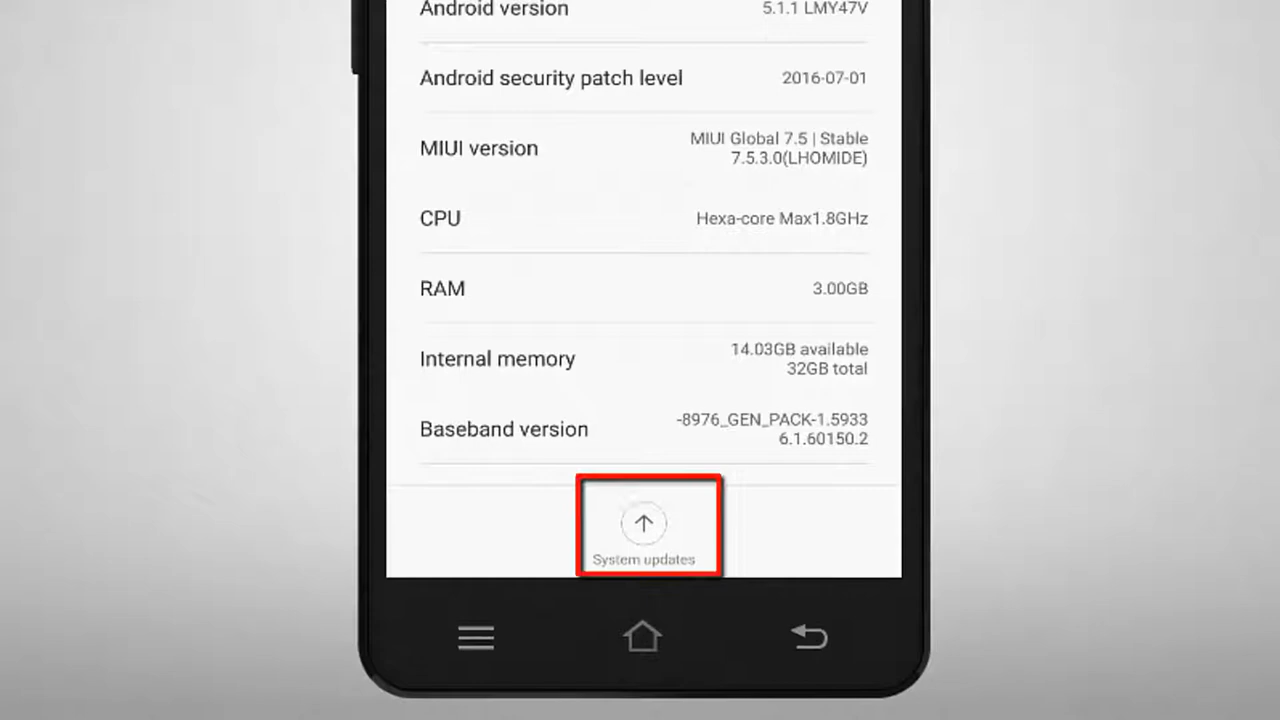 Android version 5.1.1 LMY47V
Android security patch level 2016-07-01
MIUI version MIUI Global 7.5 | Stable
7.5.3.0(LHOMIDE)
CPU Hexa-core Max1.8GHz
RAM 3.00GB
Internal memory 14.03GB available
32GB total
Baseband version -8976_GEN_PACK-1.5933
6.1.60150.2
System updates